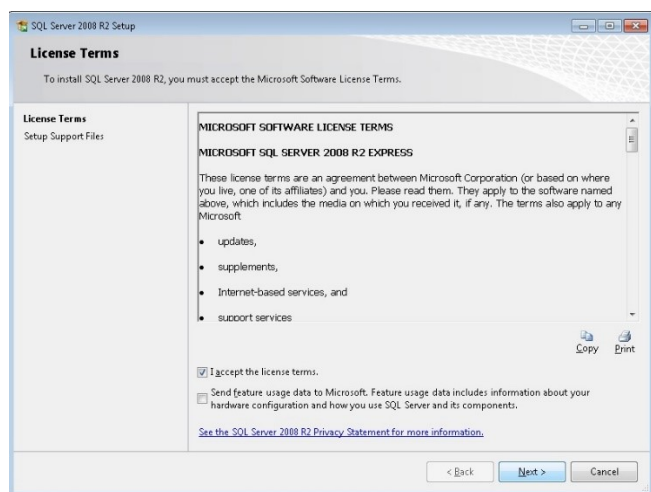 SQL Server 2008 R2 Setup
License Terms
To install SQL Server 2008 R2, you must accept the Microsoft Software License Terms.
License Terms
Setup Support Files
MICROSOFT SOFTWARE LICENSE TERMS
MICROSOFT SQL SERVER 2008 R2 EXPRESS
These license terms are an agreement between Microsoft Corporation (or based on where
you live, one of its affiliates) and you. Please read them. They apply to the software named
above, which includes the media on which you received it, if any. The terms also apply to any
Microsoft
• updates,
• supplements,
• Internet-based services, and
• support services
Copy Print
I accept the license terms.
Send feature usage data to Microsoft. Feature usage data includes information about your
hardware configuration and how you use SQL Server and its components.
See the SQL Server 2008 R2 Privacy Statement for more information.
< Back Next > Cancel